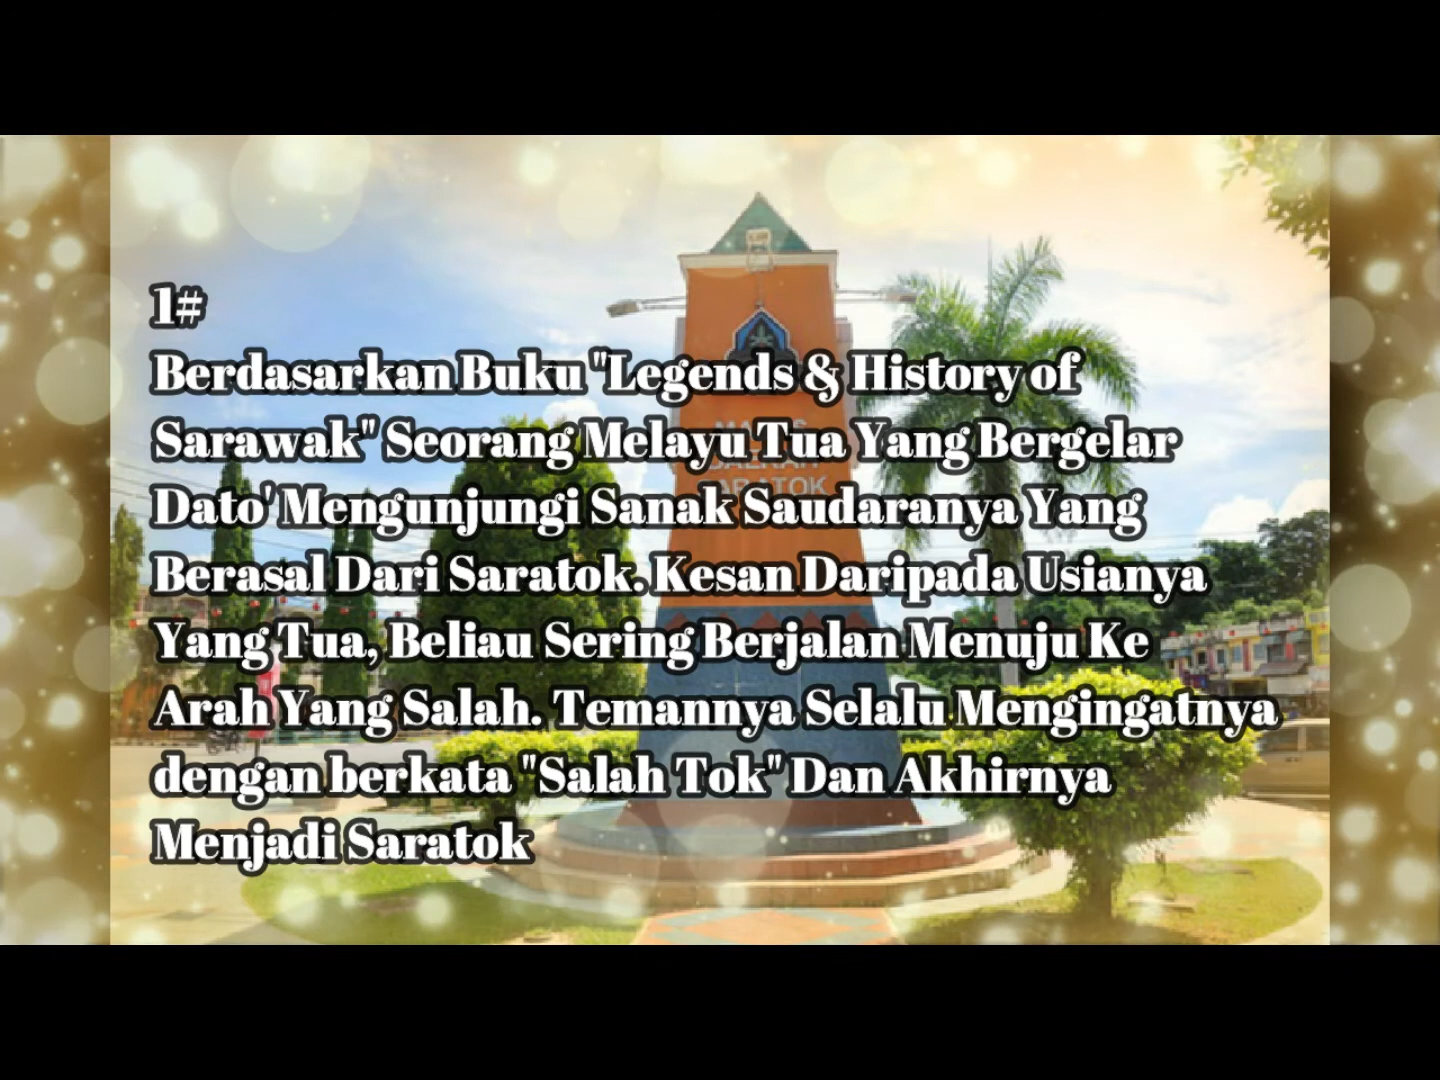 1#
Berdasarkan Buku "Legends & History of
Sarawak" Seorang Melayu Tua Yang Bergelar
Dato' Mengunjungi Sanak Saudaranya Yang
Berasal Dari Saratok. Kesan Daripada Usianya
Yang Tua, Beliau Sering Berjalan Menuju Ke
Arah Yang Salah. Temannya Selalu Mengingatnya
dengan berkata "Salah Tok" Dan Akhirnya
Menjadi Saratok